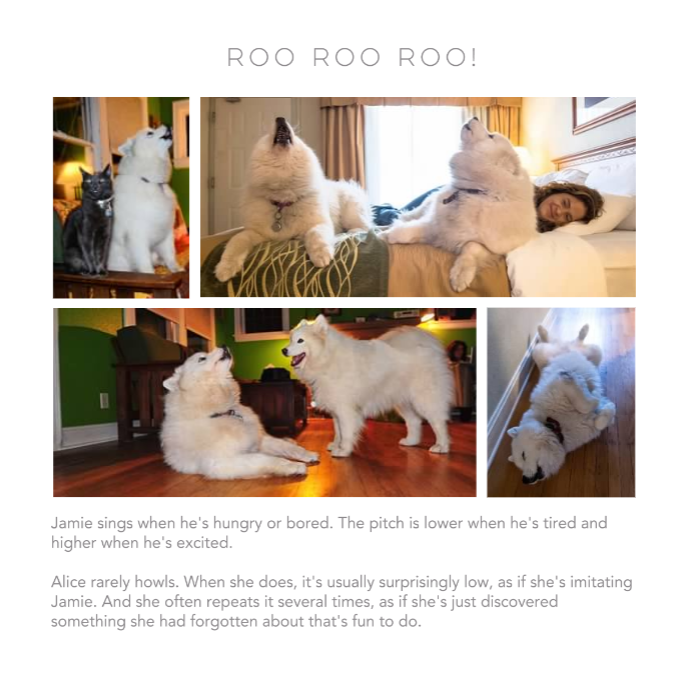 ROO ROO ROO!
Jamie sings when he's hungry or bored. The pitch is lower when he's tired and
higher when he's excited.
Alice rarely howls. When she does, it's usually surprisingly low, as if she's imitating
Jamie. And she often repeats it several times, as if she's just discovered
something she had forgotten about that's fun to do.